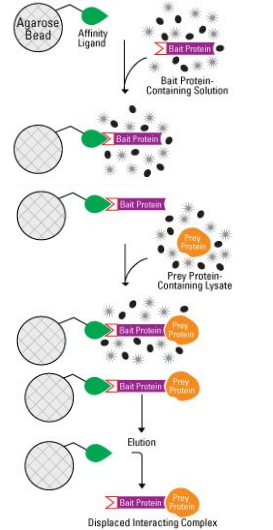 Agarose
Bead
Affinity
Ligand
Bait Protein
Bait Protein-
Containing Solution
Bait Protein
Bait Protein
Prey
Protein
Prey Protein-
Containing Lysate
Bait Protein
Prey
Protein
Bait Protein
Prey
Protein
Elution
Bait Protein
Prey
Protein
Displaced Interacting Complex